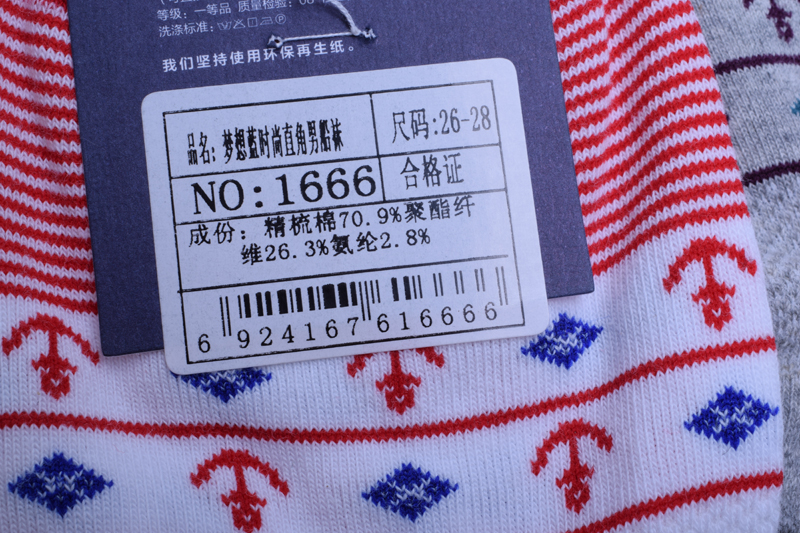 等级：一等品 质量检验：
洗涤标准：
我们坚持使用环保再生纸。
品名：梦想蓝时尚直角男船袜
尺码：26-28
NO：1666
合格证
成份：精梳棉70.9%聚酯纤
维26.3%氨纶2.8%
6 924167 616666